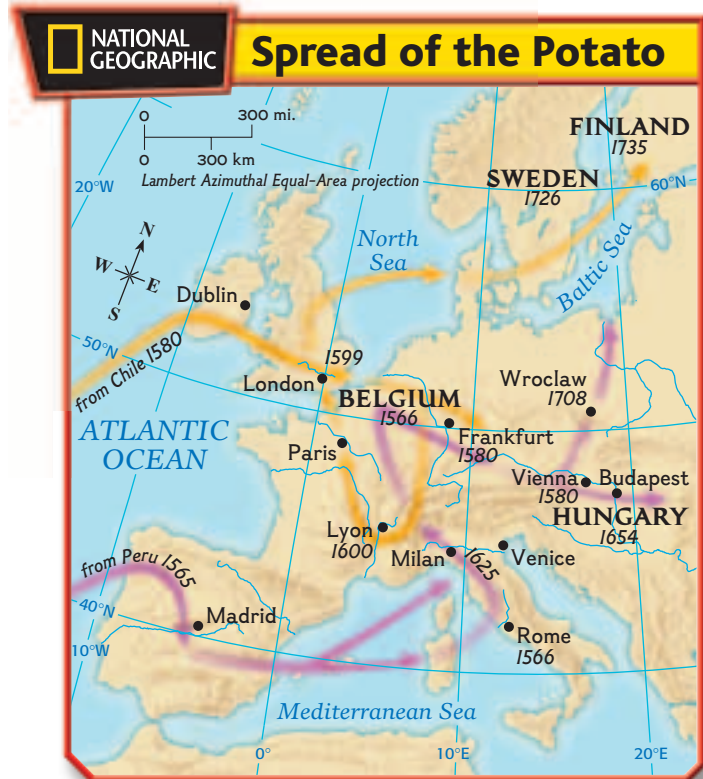 NATIONAL
GEOGRAPHIC
Spread of the Potato
0 300 mi.
0 300 km
Lambert Azimuthal Equal-Area projection
FINLAND
1735
SWEDEN
1726
20°W
60°N
North
Sea
Baltic Sea
N
W E
S
Dublin
50°N
from Chile 1580
1599
London
BELGIUM
1566
Wroclaw
1708
ATLANTIC
OCEAN
Paris
Frankfurt
1580
Vienna
1580
Budapest
HUNGARY
1654
Lyon
1600
Milan
1625
Venice
from Peru 1565
40°N
Madrid
10°W
Rome
1566
Mediterranean Sea
0° 10°E 20°E